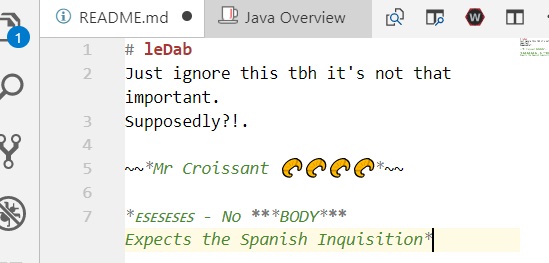 README.md ● Java Overview
1 # leDab
2 Just ignore this tbh it's not that
important.
3 Supposedly?!.
4
5 ~~*Mr Croissant 🥐🥐🥐🥐*~~
6
7 *ESESESES - No ***BODY***
Expects the Spanish Inquisition*
1
W